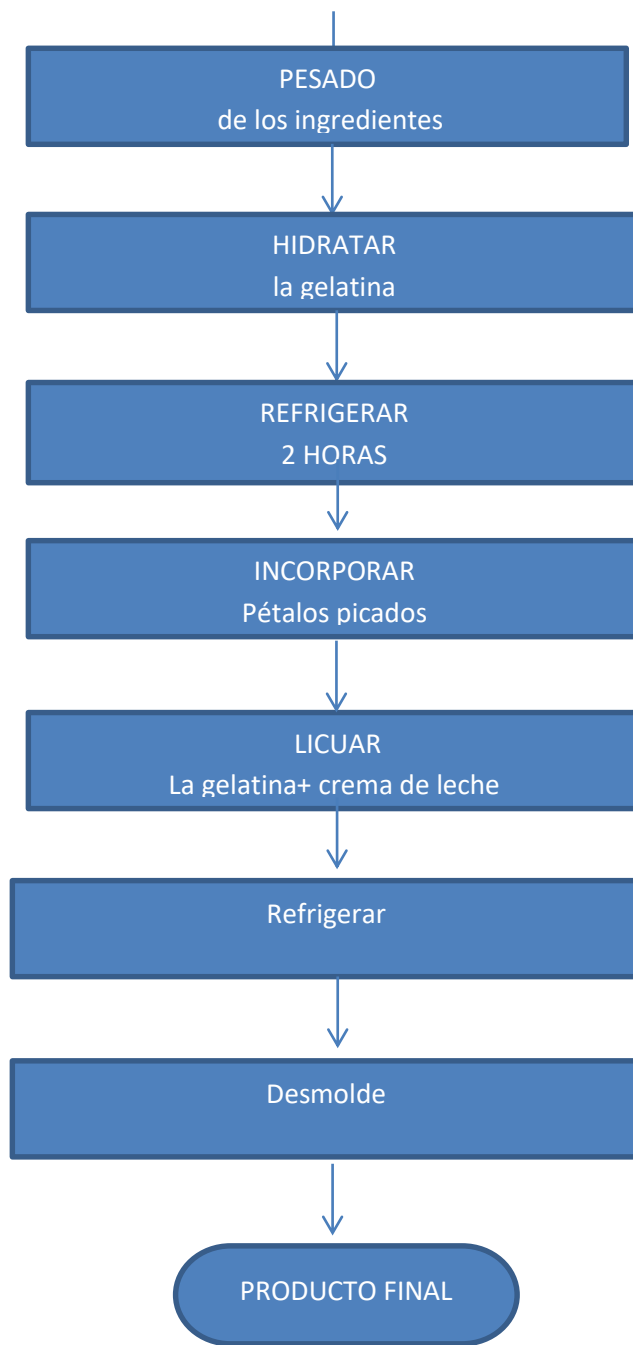 PESADO
de los ingredientes
HIDRATAR
la gelatina
REFRIGERAR
2 HORAS
INCORPORAR
Pétalos picados
LICUAR
La gelatina+ crema de leche
Refrigerar
Desmolde
PRODUCTO FINAL